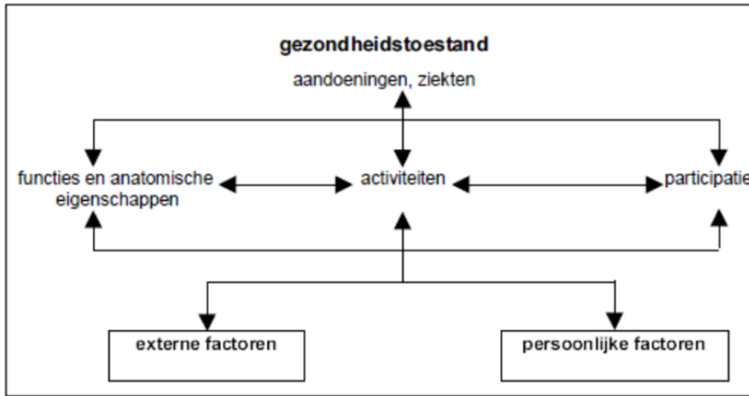 gezondheidstoestand
aandoeningen, ziekten
functies en anatomische
eigenschappen
activiteiten
participatie
externe factoren
persoonlijke factoren